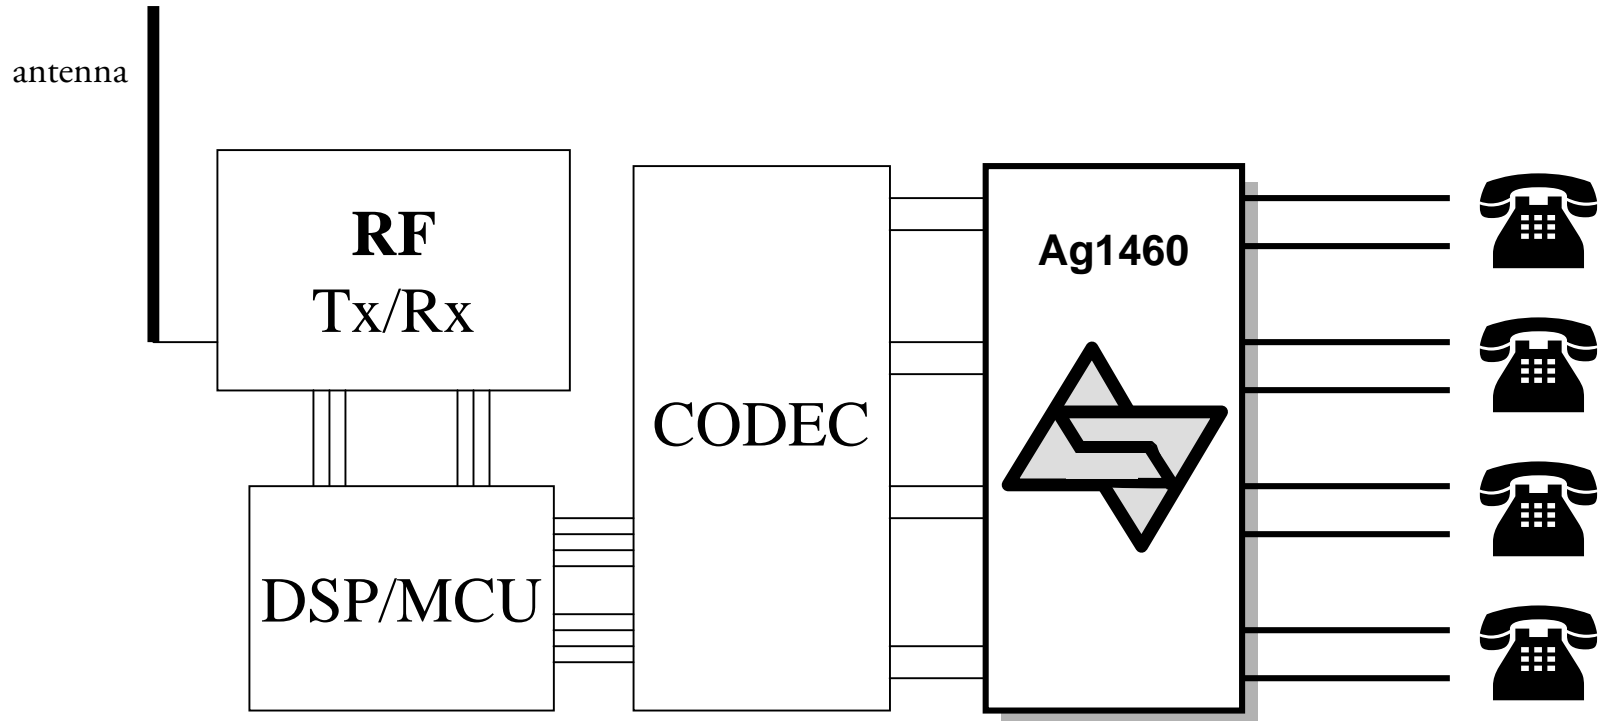 antenna
RF
Tx/Rx
DSP/MCU
CODEC
Ag1460